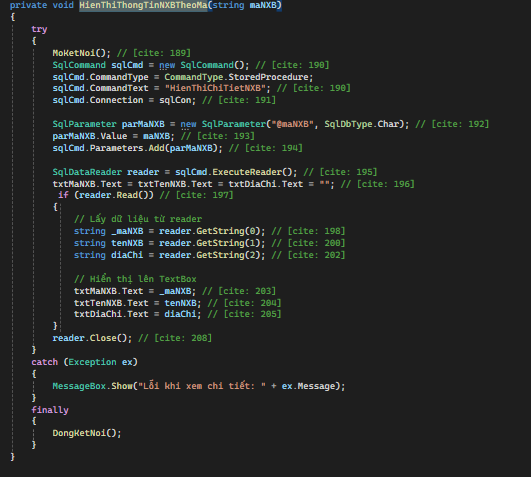 private void HienThiThongTinNXBTheoMa(string maNXB)
{
try
{
MoKetNoi(); // [cite: 189]
SqlCommand sqlCmd = new SqlCommand(); // [cite: 190]
sqlCmd.CommandType = CommandType.StoredProcedure;
sqlCmd.CommandText = "HienThiChiTietNXB"; // [cite: 190]
sqlCmd.Connection = sqlCon; // [cite: 191]
SqlParameter parMaNXB = new SqlParameter("@maNXB", SqlDbType.Char); // [cite: 192]
parMaNXB.Value = maNXB; // [cite: 193]
sqlCmd.Parameters.Add(parMaNXB); // [cite: 194]
SqlDataReader reader = sqlCmd.ExecuteReader(); // [cite: 195]
txtMaNXB.Text = txtTenNXB.Text = txtDiaChi.Text = ""; // [cite: 196]
if (reader.Read()) // [cite: 197]
{
// Lấy dữ liệu từ reader
string _maNXB = reader.GetString(0); // [cite: 198]
string tenNXB = reader.GetString(1); // [cite: 200]
string diaChi = reader.GetString(2); // [cite: 202]
// Hiển thị lên TextBox
txtMaNXB.Text = _maNXB; // [cite: 203]
txtTenNXB.Text = tenNXB; // [cite: 204]
txtDiaChi.Text = diaChi; // [cite: 205]
}
reader.Close(); // [cite: 208]
}
catch (Exception ex)
{
MessageBox.Show("Lỗi khi xem chi tiết: " + ex.Message);
}
finally
{
DongKetNoi();
}
}